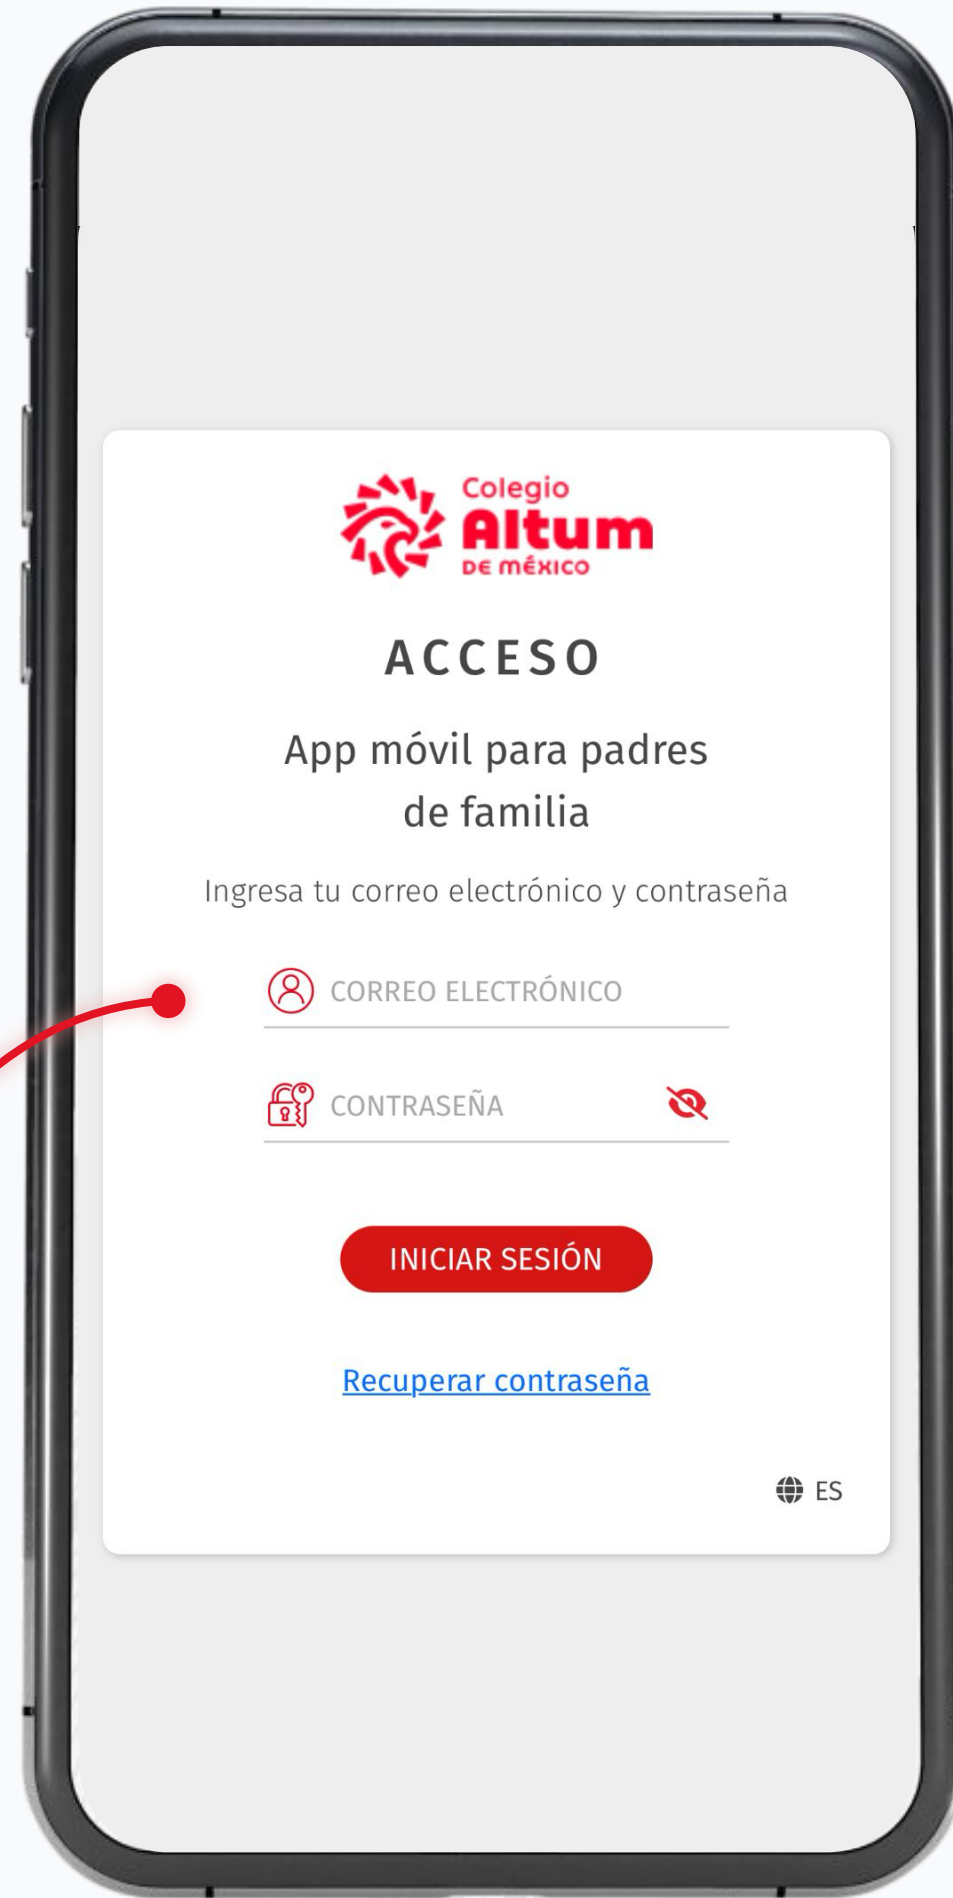 Colegio
Altum
DE MÉXICO
ACCESO
App móvil para padres
de familia
Ingresa tu correo electrónico y contraseña
CORREO ELECTRÓNICO
CONTRASEÑA
INICIAR SESIÓN
Recuperar contraseña
ES